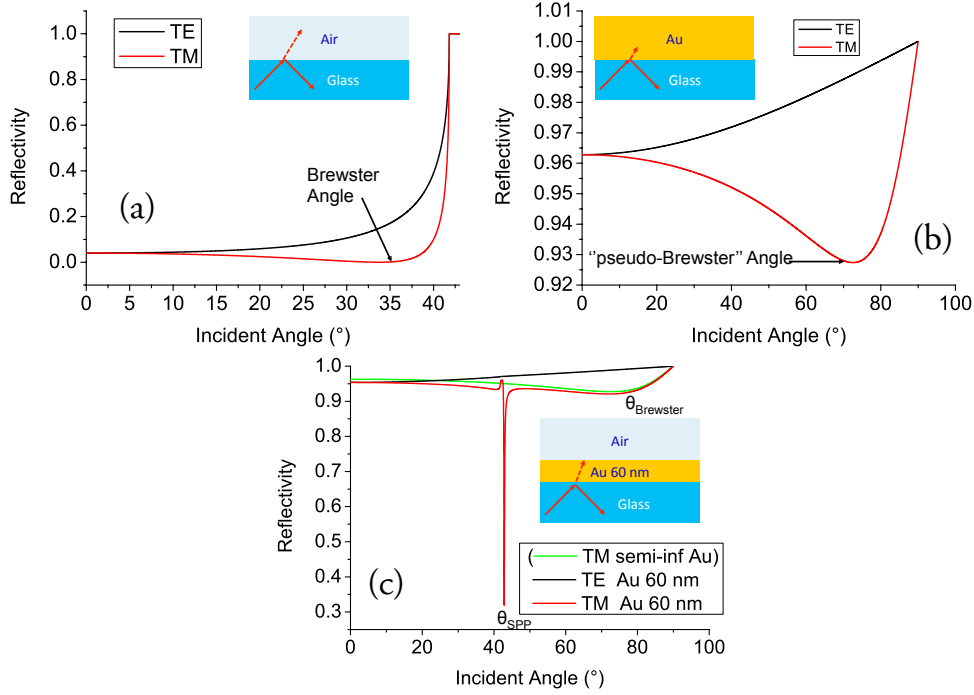 TE
TM
Air
Glass
1.0
0.8
0.6
0.4
0.2
0.0
Reflectivity
Brewster
Angle
(a)
0 5 10 15 20 25 30 35 40
Incident Angle (°)
Au
Glass
TE
TM
1.00
0.99
0.98
0.97
0.96
0.95
0.94
0.93
0.92
Reflectivity
(b)
‘‘pseudo-Brewster’’ Angle
0 20 40 60 80 100
Incident Angle (°)
1.0
0.9
0.8
0.7
0.6
0.5
0.4
0.3
Reflectivity
θBrewster
Air
Au 60 nm
Glass
(c)
( TM semi-inf Au)
TE Au 60 nm
TM Au 60 nm
θSPP
0 20 40 60 80 100
Incident Angle (°)